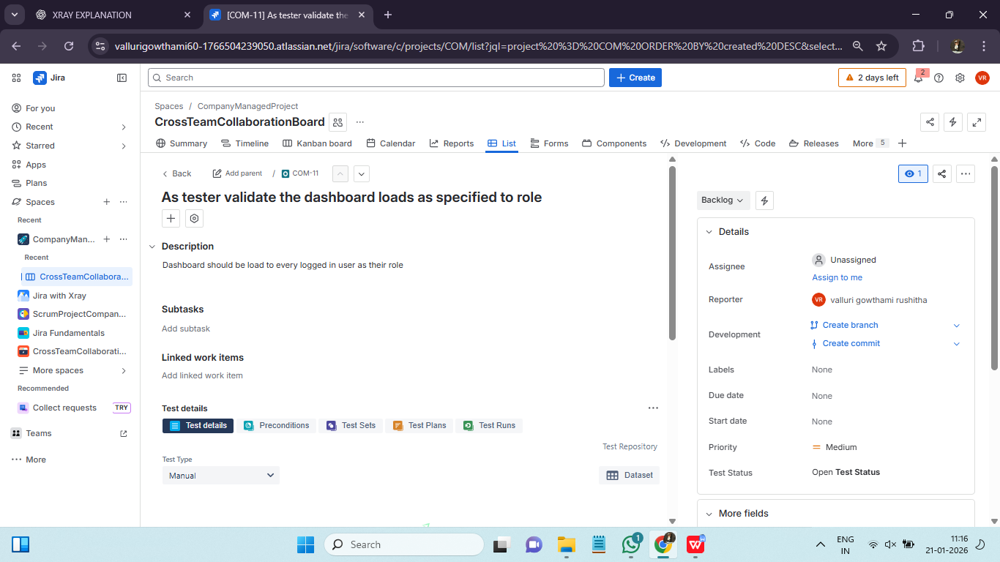 XRAY EXPLANATION
[COM-11] As tester validate the
vallurigowthami60-1766504239050.atlassian.net/jira/software/c/projects/COM/list?jql=project%20%3D%20COM%20ORDER%20BY%20created%20DESC&select...
Jira
Search
Create
2 days left
2
VR
For you
Recent
Starred
Apps
Plans
Spaces
Recent
CompanyMan...
Recent
CrossTeamCollabora...
Jira with Xray
ScrumProjectCompan...
Jira Fundamentals
CrossTeamCollaborati...
More spaces
Recommended
Collect requests TRY
Teams
More
Spaces / CompanyManagedProject
CrossTeamCollaborationBoard
Summary Timeline Kanban board Calendar Reports List Forms Components Development Code Releases More 5
Back Add parent / COM-11
As tester validate the dashboard loads as specified to role
Description
Dashboard should be load to every logged in user as their role
Subtasks
Add subtask
Linked work items
Add linked work item
Test details
Test details Preconditions Test Sets Test Plans Test Runs
Test Repository
Test Type
Manual
Dataset
1
Backlog
Details
Assignee
Unassigned
Assign to me
Reporter
VR valluri gowthami rushitha
Development
Create branch
Create commit
Labels
None
Due date
None
Start date
None
Priority
Medium
Test Status
Open Test Status
More fields
Search
1
ENG
IN
11:16
21-01-2026